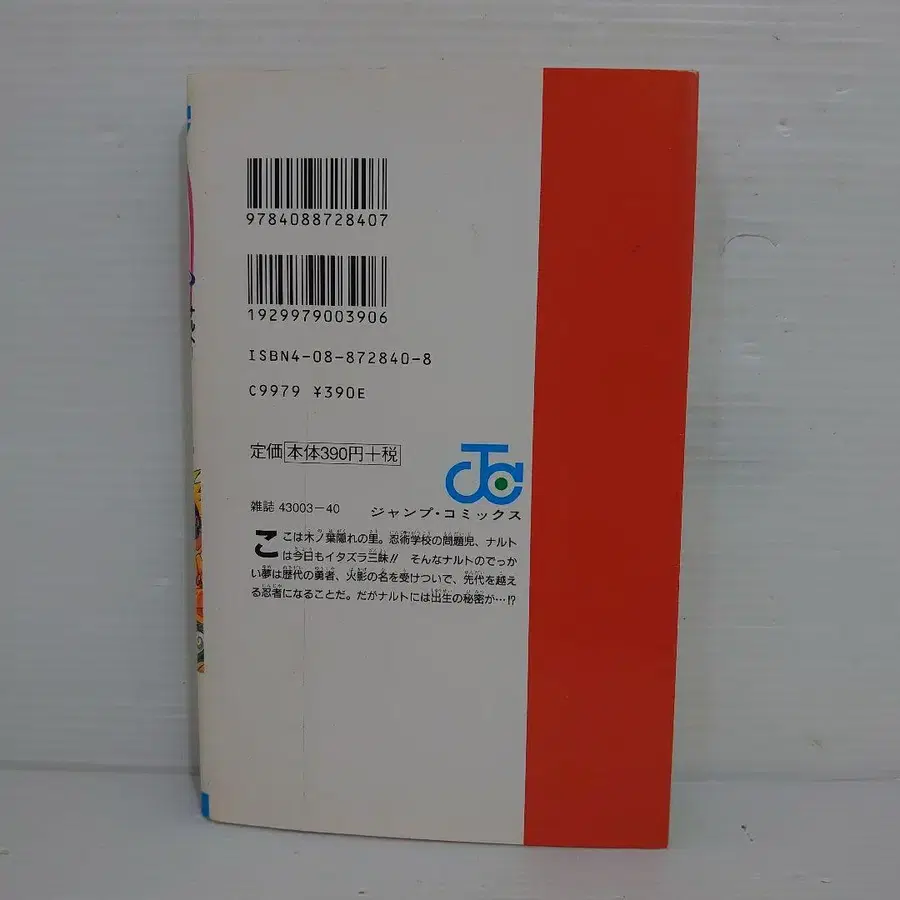 9784088728407
1929979003906
ISBN4-08-872840-8
C9979 ¥390E
定価 本体390円+税
JC
雑誌 43003-40 ジャンプ・コミックス
ここは木ノ葉隠れの里。忍術学校の問題児、ナルト
は今日もイタズラ三昧!! そんなナルトのでっか
い夢は歴代の勇者、火影の名を受けついで、先代を越え
る忍者になることだ。だがナルトには出生の秘密が…!?